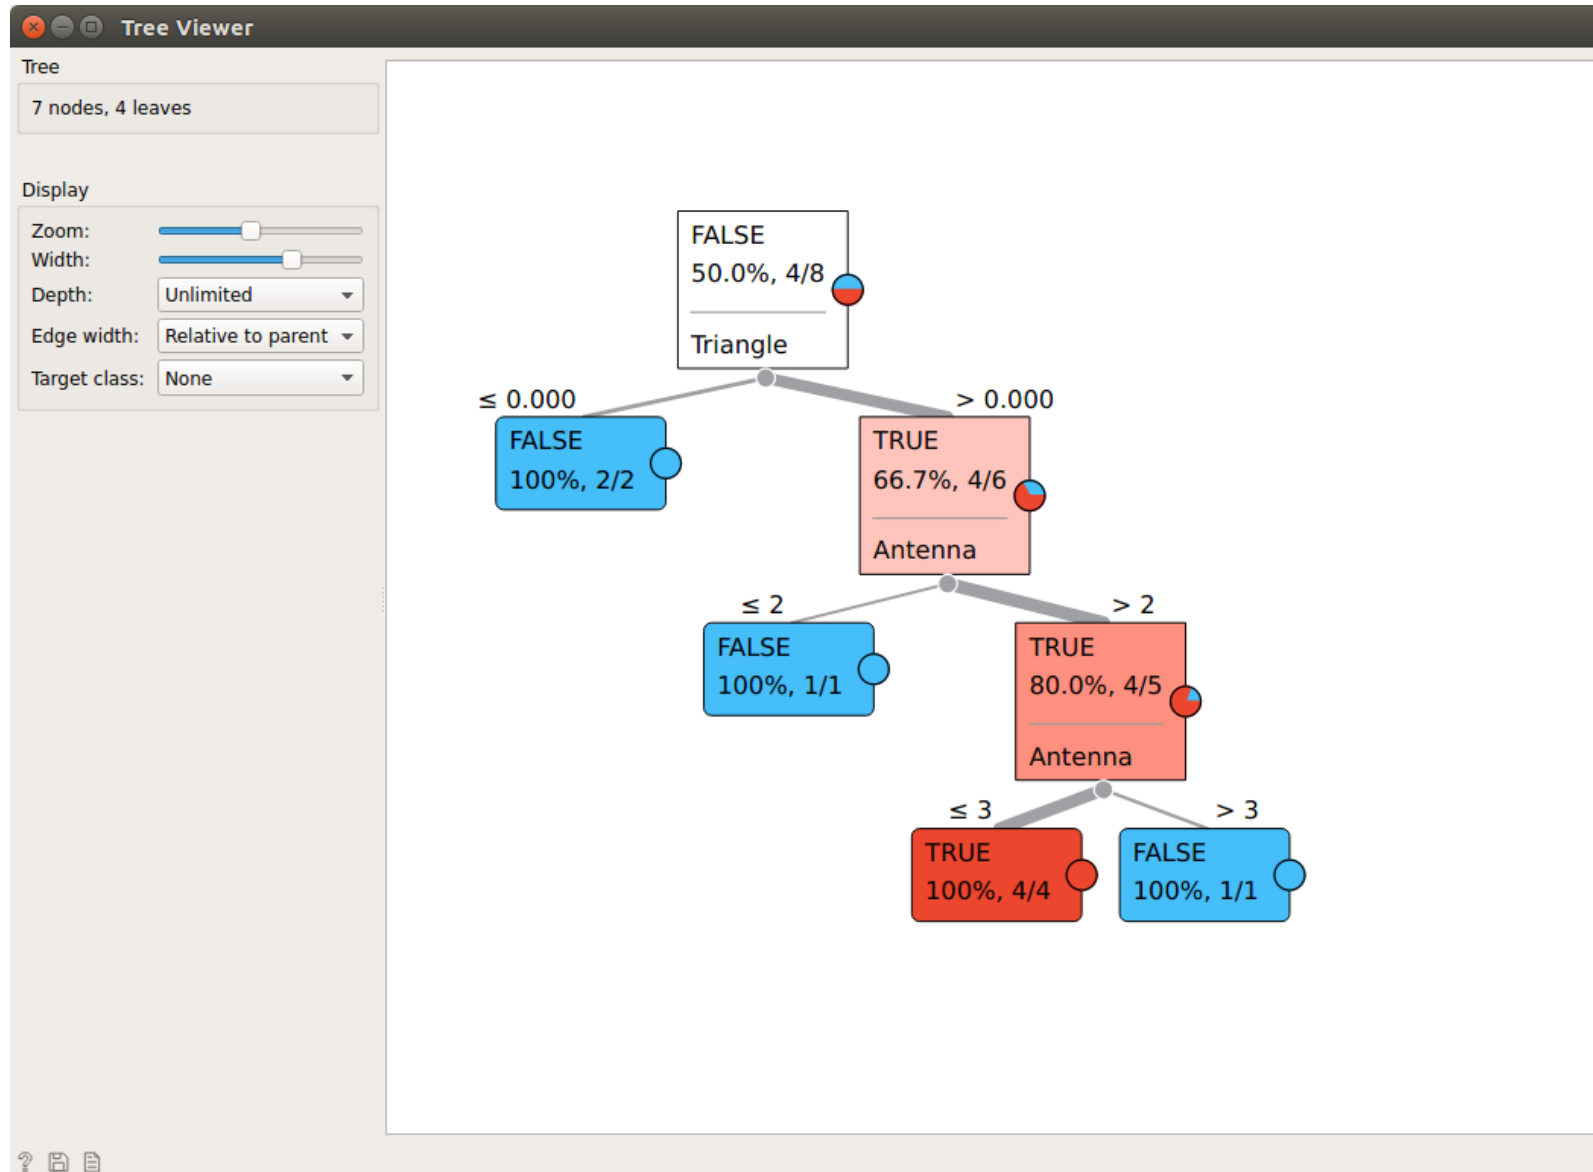 Tree Viewer
Tree
7 nodes, 4 leaves
Display
Zoom:
Width:
Depth: Unlimited
Edge width: Relative to parent
Target class: None
FALSE
50.0%, 4/8
Triangle
≤ 0.000
> 0.000
FALSE
100%, 2/2
TRUE
66.7%, 4/6
Antenna
≤ 2
> 2
FALSE
100%, 1/1
TRUE
80.0%, 4/5
Antenna
≤ 3
> 3
TRUE
100%, 4/4
FALSE
100%, 1/1
?